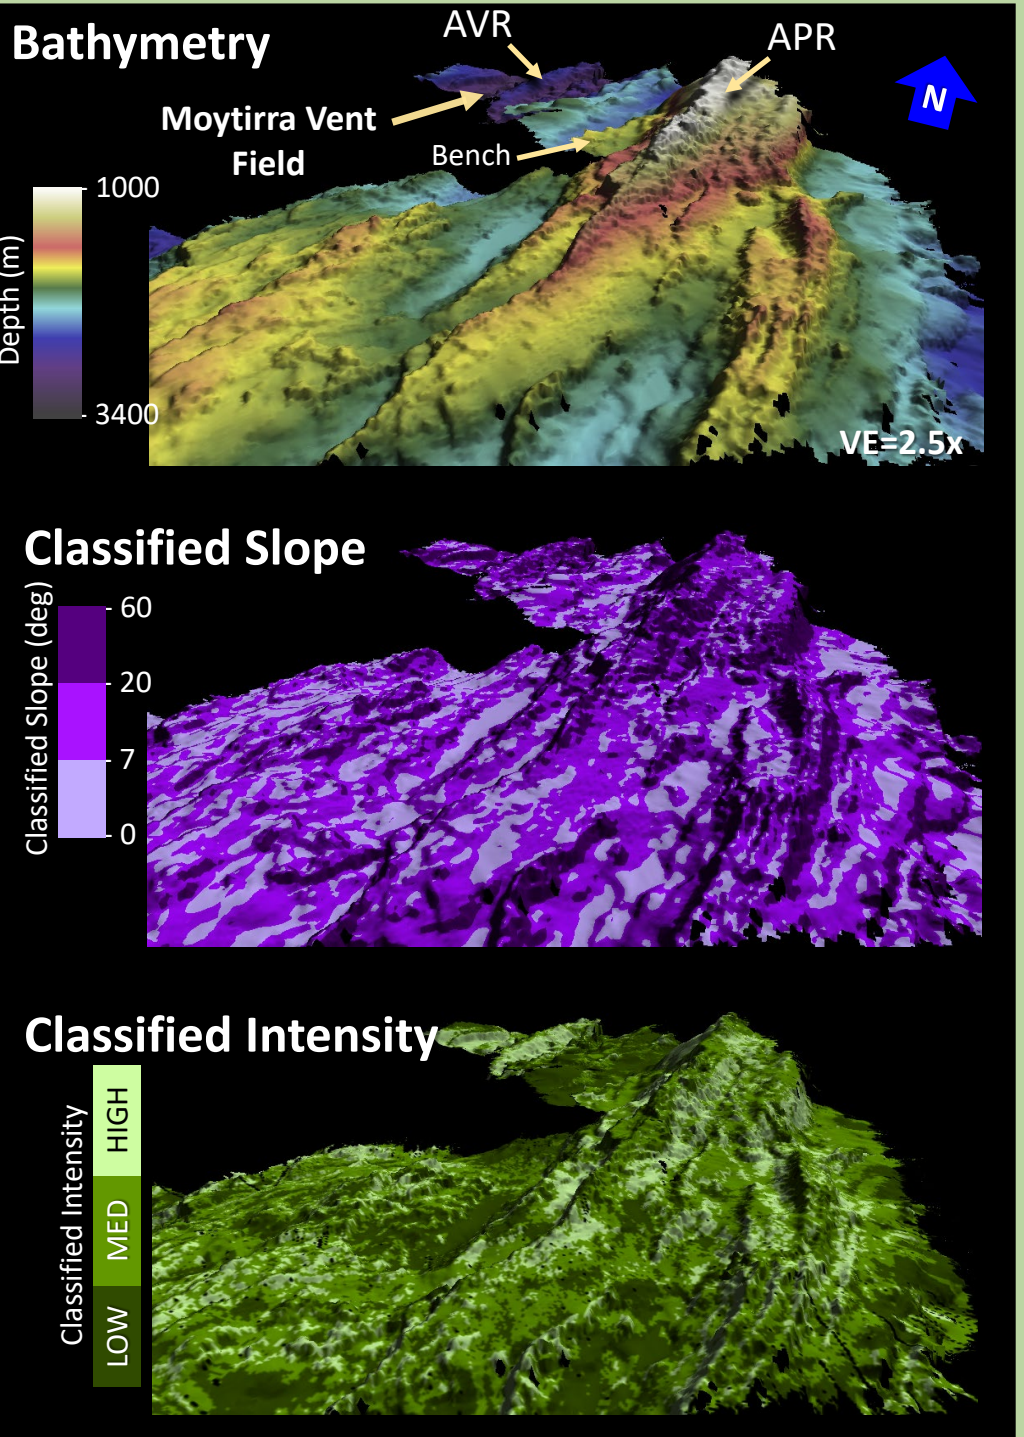 Bathymetry
AVR
APR
N
Moytirra Vent
Field
Bench
1000
Depth (m)
3400
VE=2.5x
Classified Slope
Classified Slope (deg)
60
20
7
0
Classified Intensity
Classified Intensity
HIGH
MED
LOW